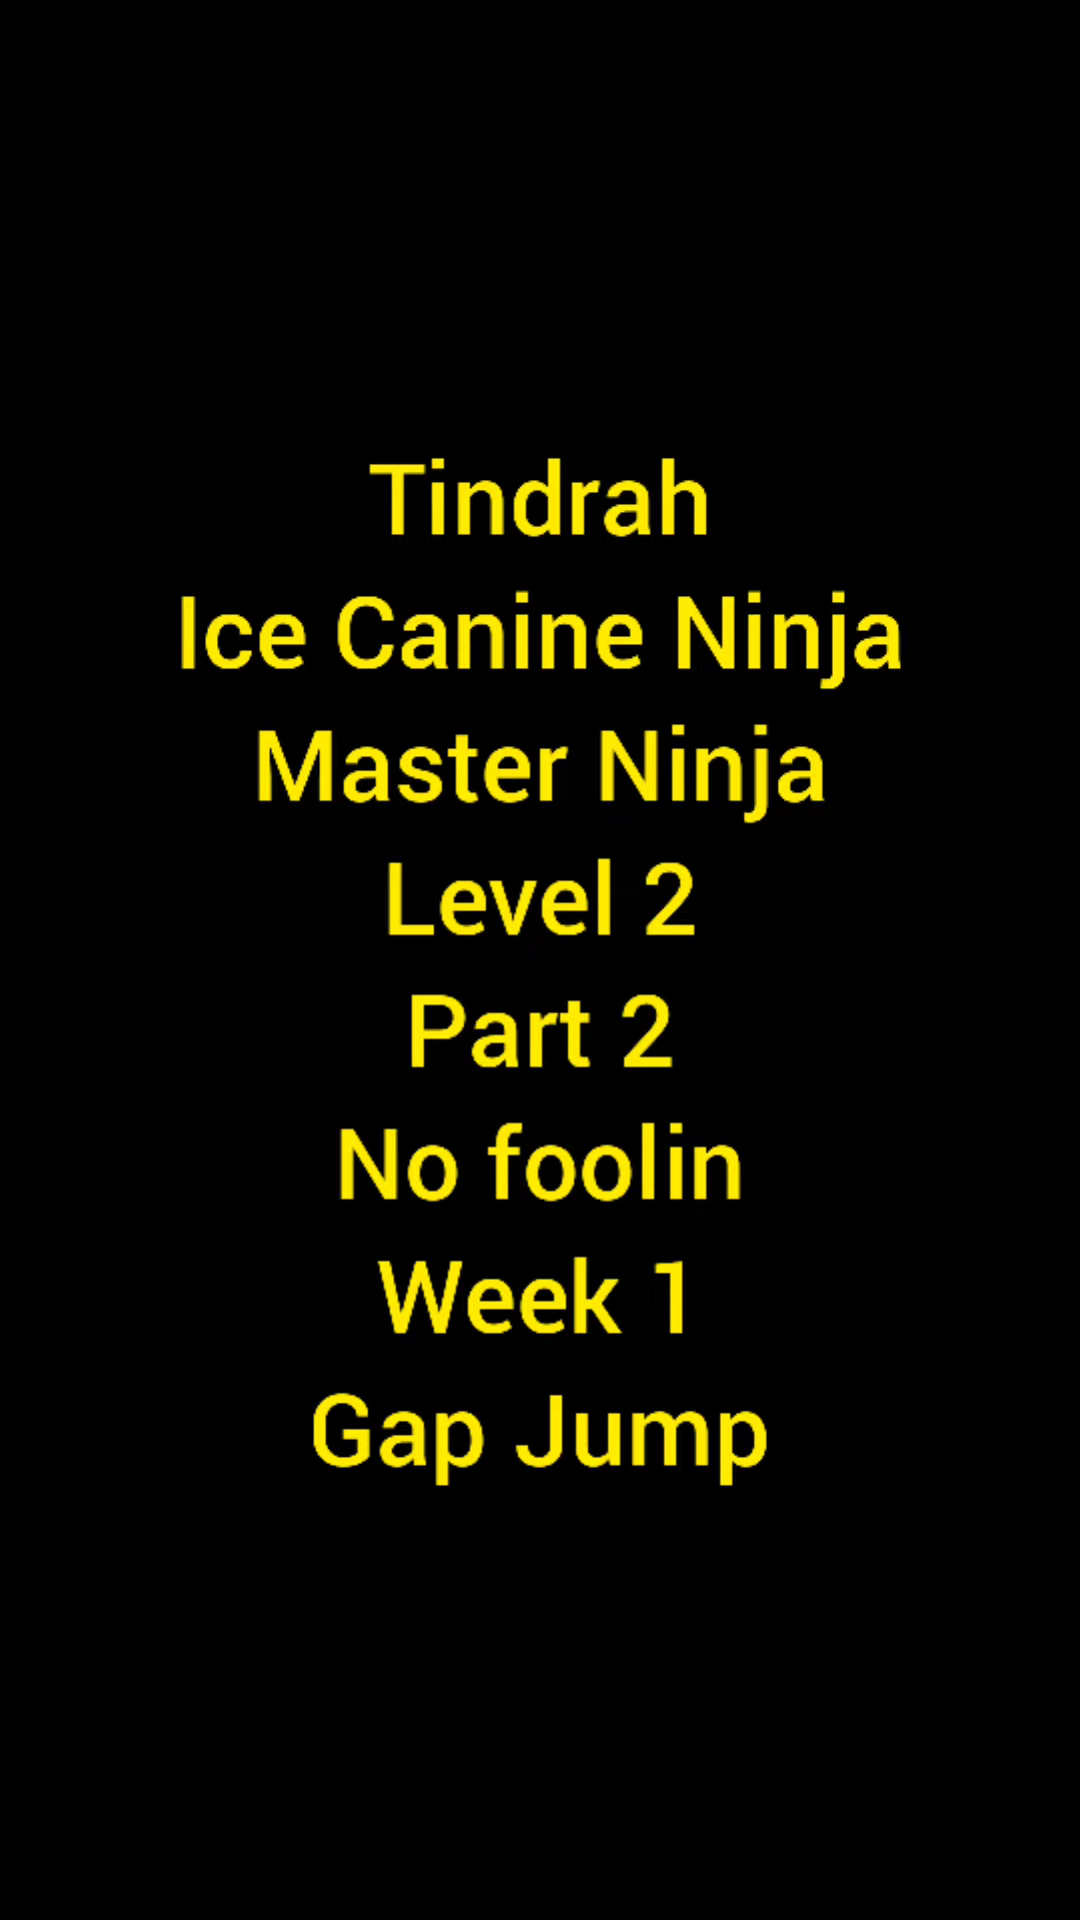 Tindrah
Ice Canine Ninja
Master Ninja
Level 2
Part 2
No foolin
Week 1
Gap Jump